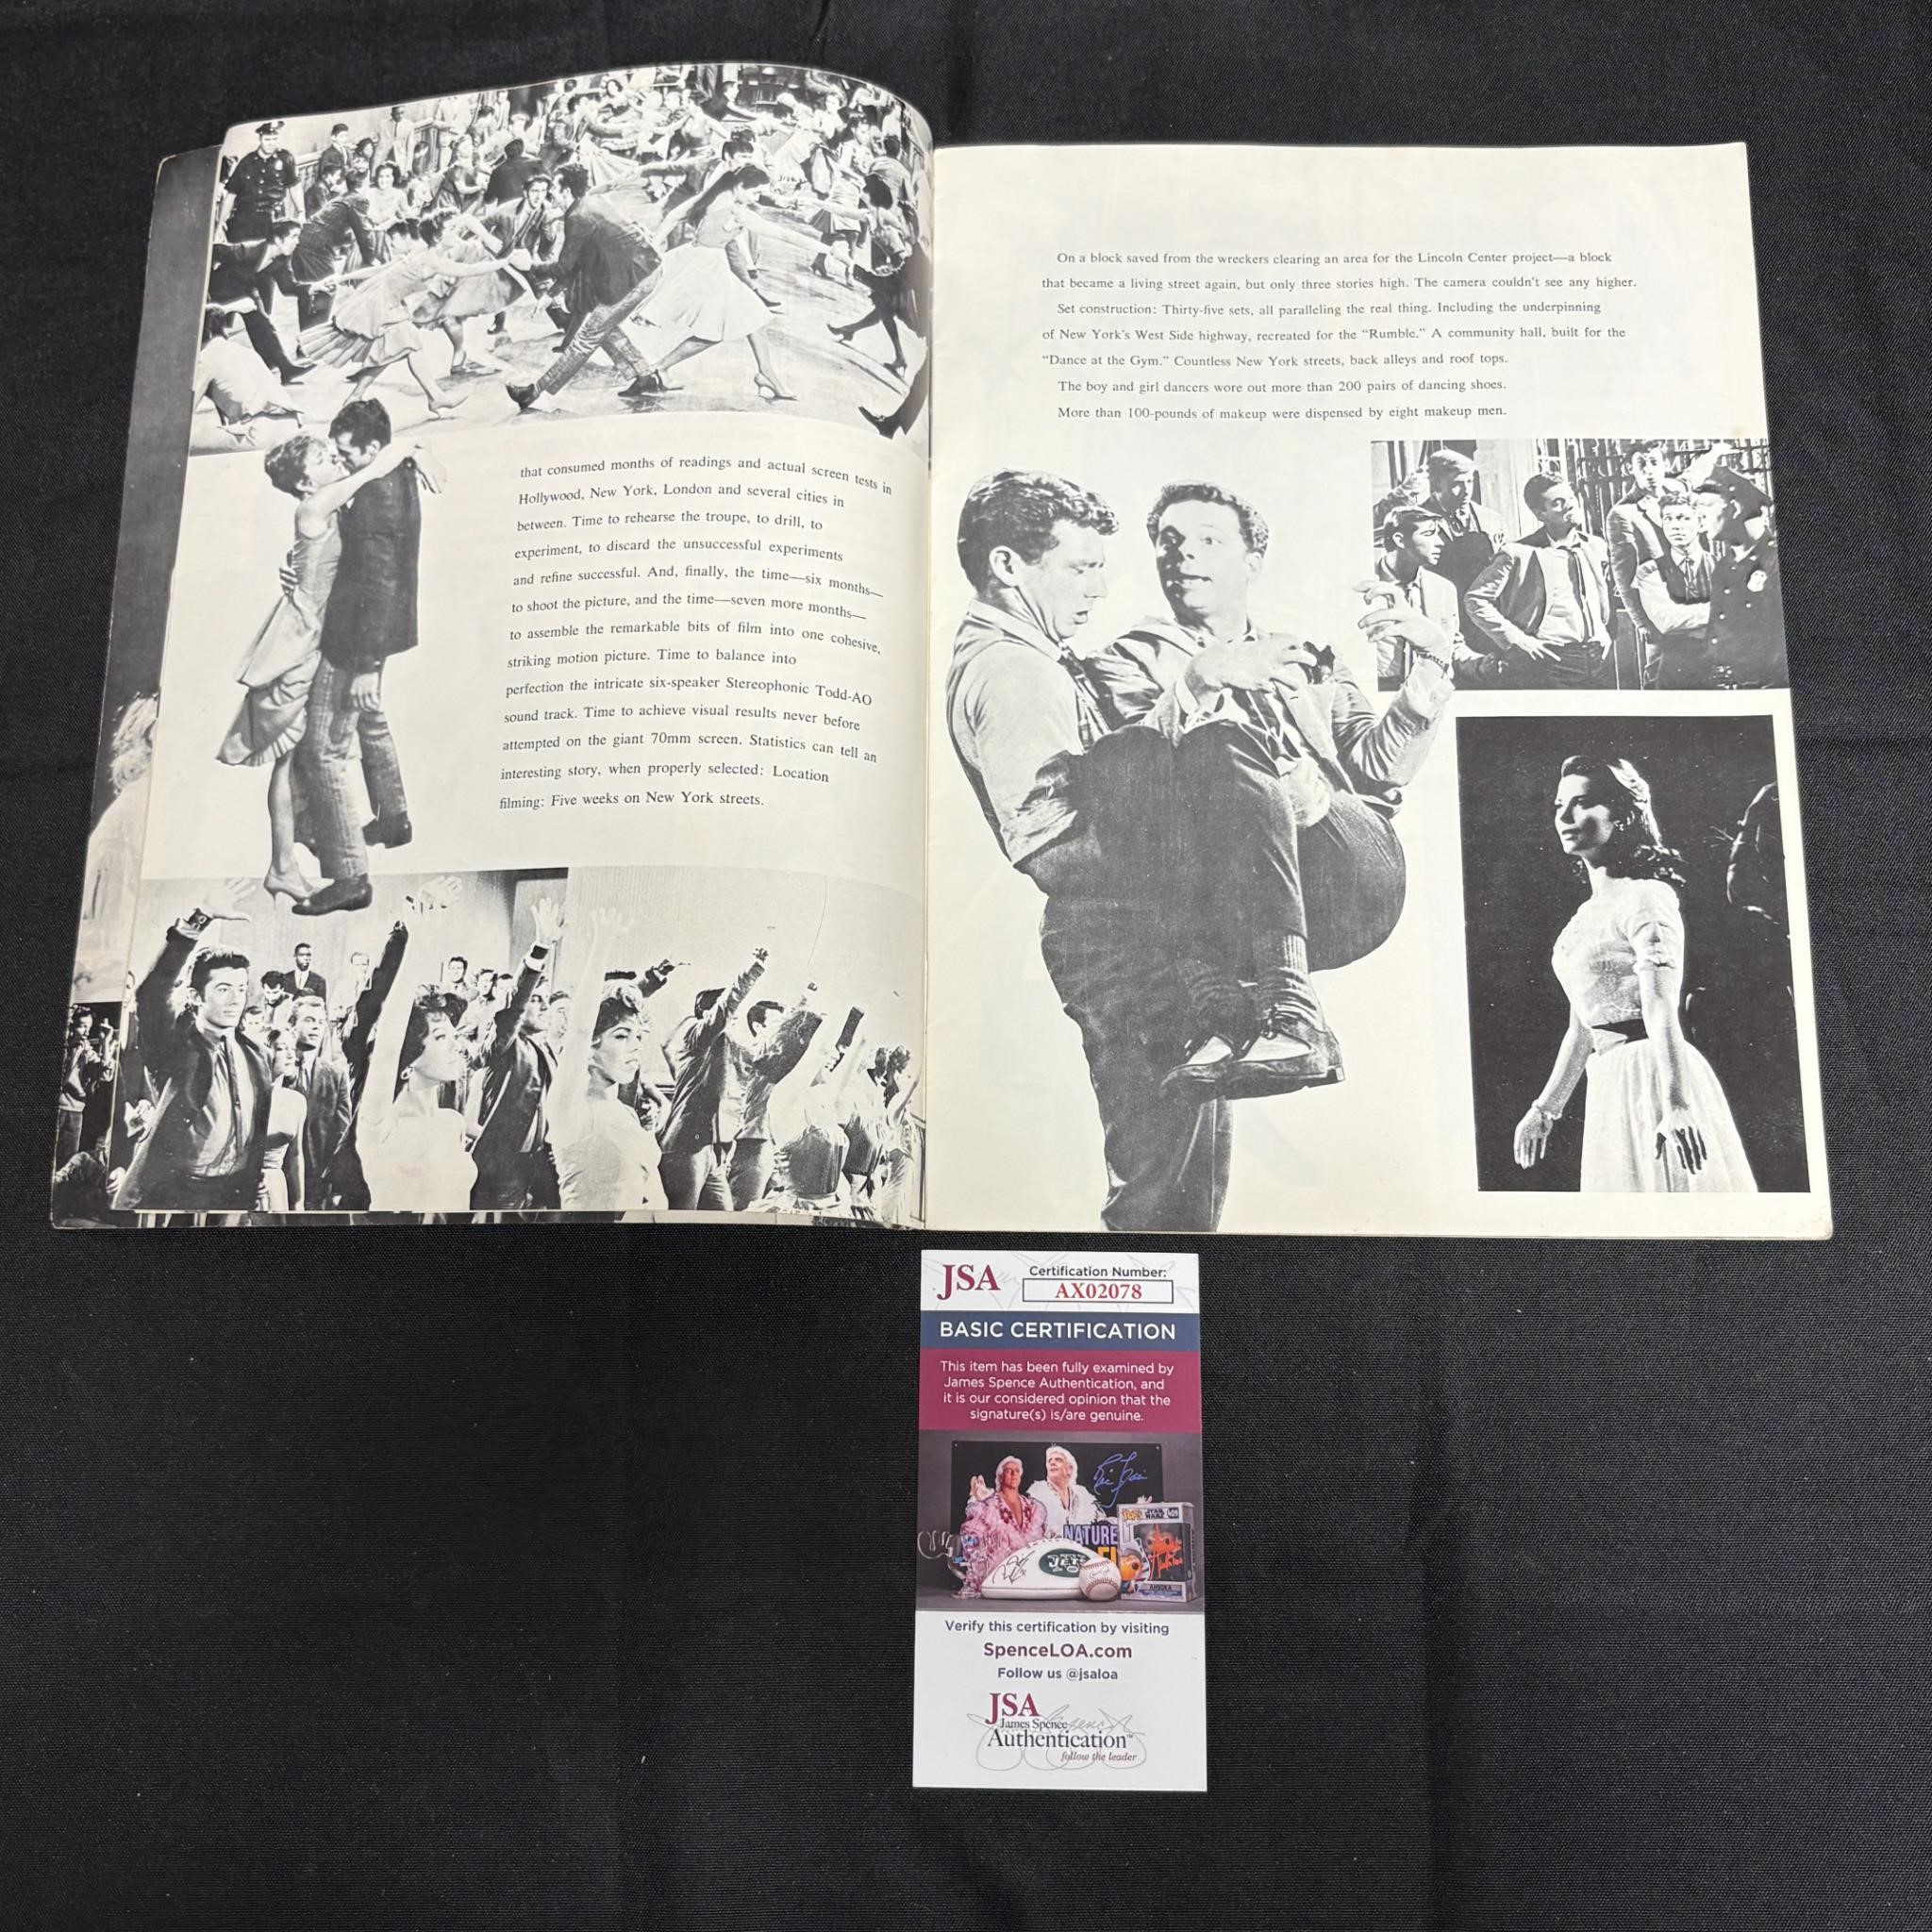 that consumed months of readings and actual screen tests in
Hollywood, New York, London and several cities in
between. Time to rehearse the troupe, to drill, to
experiment, to discard the unsuccessful experiments
and refine successful. And, finally, the time—six months—
to shoot the picture, and the time—seven more months—
to assemble the remarkable bits of film into one cohesive,
striking motion picture. Time to balance into
perfection the intricate six-speaker Stereophonic Todd-AO
sound track. Time to achieve visual results never before
attempted on the giant 70mm screen. Statistics can tell an
interesting story, when properly selected: Location
filming: Five weeks on New York streets.
On a block saved from the wreckers clearing an area for the Lincoln Center project—a block
that became a living street again, but only three stories high. The camera couldn't see any higher.
Set construction: Thirty-five sets, all paralleling the real thing. Including the underpinning
of New York's West Side highway, recreated for the "Rumble." A community hall, built for the
"Dance at the Gym." Countless New York streets, back alleys and roof tops.
The boy and girl dancers wore out more than 200 pairs of dancing shoes.
More than 100-pounds of makeup were dispensed by eight makeup men.
JSA
Certification Number:
AX02078
BASIC CERTIFICATION
This item has been fully examined by
James Spence Authentication, and
it is our considered opinion that the
signature(s) is/are genuine.
NATURE
JETS
AHSOKA
Verify this certification by visiting
SpenceLOA.com
Follow us @jsaloa
JSA
James Spence
Authentication™
follow the leader